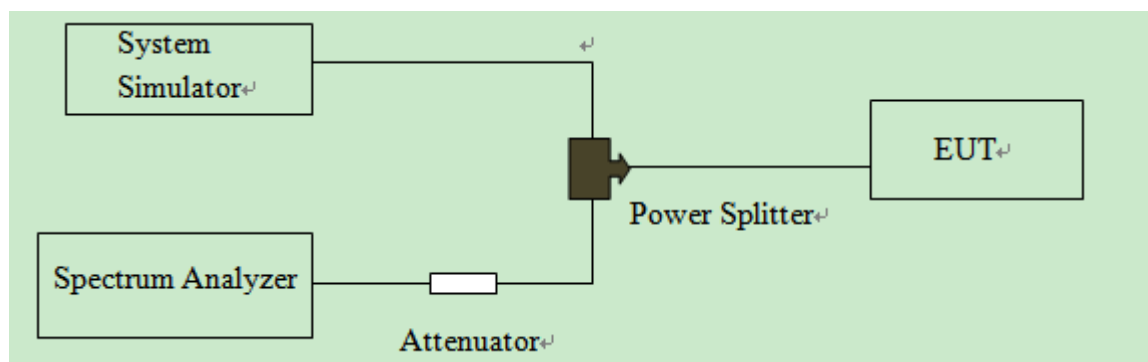 System
Simulator↵
↵
EUT↵
Power Splitter↵
Spectrum Analyzer
Attenuator↵